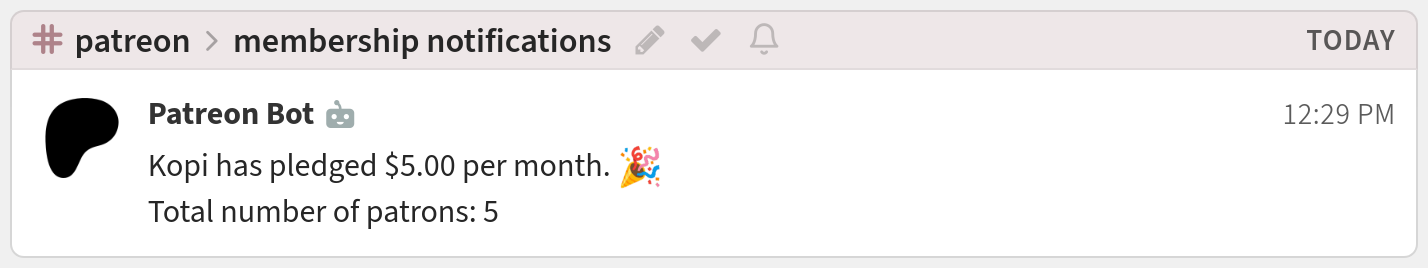 patreon > membership notifications TODAY
Patreon Bot 12:29 PM
Kopi has pledged $5.00 per month. 🎉
Total number of patrons: 5